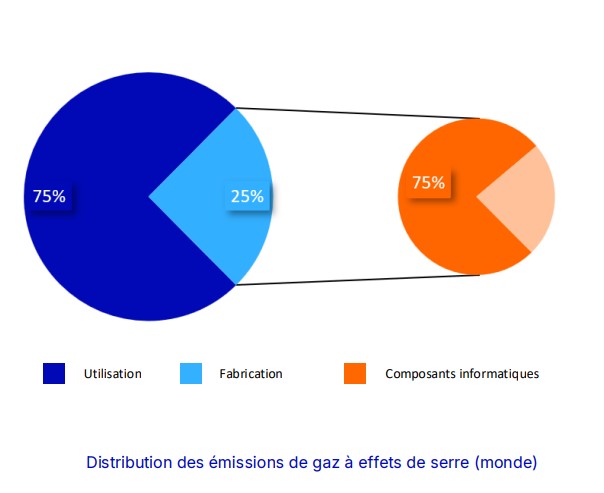 75%
25%
75%
Utilisation
Fabrication
Composants informatiques
Distribution des émissions de gaz à effets de serre (monde)